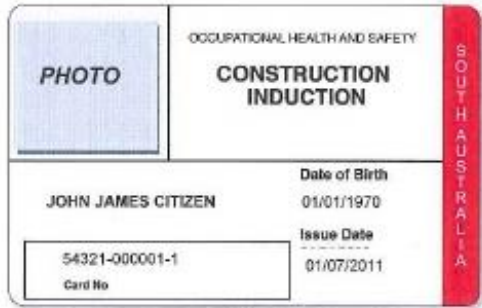 PHOTO
OCCUPATIONAL HEALTH AND SAFETY
CONSTRUCTION
INDUCTION
SOUTH AUSTRALIA
JOHN JAMES CITIZEN
Date of Birth
01/01/1970
Issue Date
01/07/2011
54321-000001-1
Card No